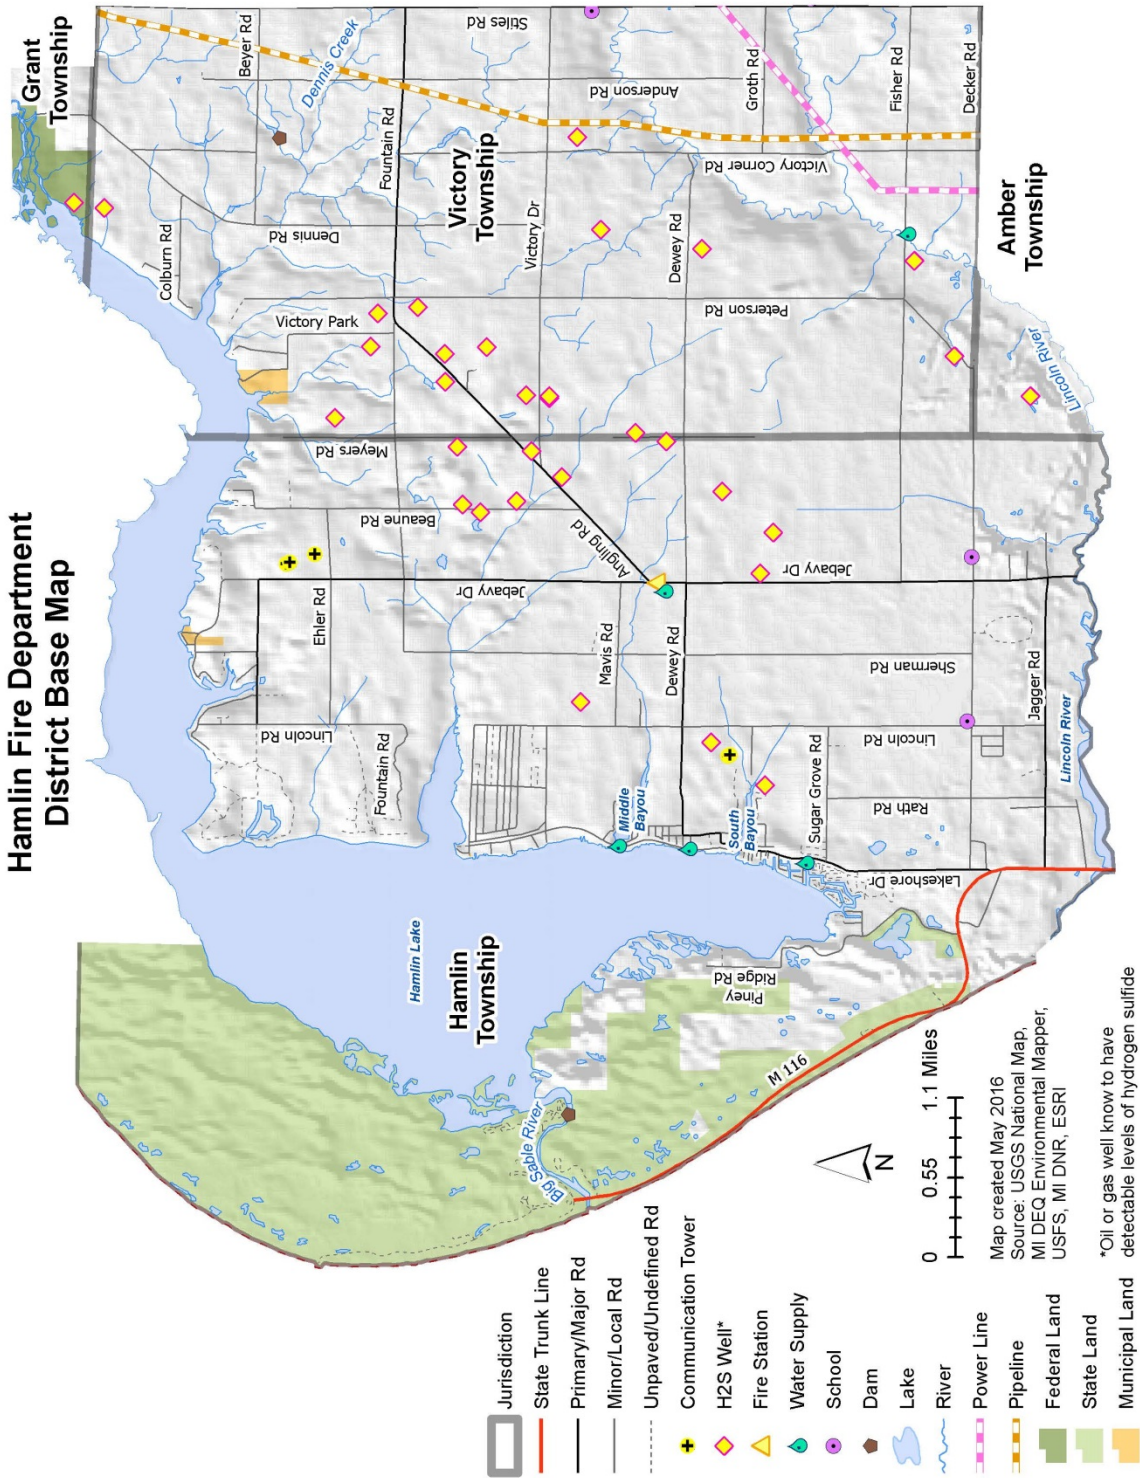 Hamlin Fire Department
District Base Map
Grant
Township
Beyer Rd
Dennis Creek
Stiles Rd
Fountain Rd
Anderson Rd
Groth Rd
Fisher Rd
Decker Rd
Victory
Township
Victory Corner Rd
Amber
Township
Colburn Rd
Dennis Rd
Victory Dr
Dewey Rd
Victory Park
Peterson Rd
Lincoln River
Meyers Rd
Beaune Rd
Angling Rd
Ehler Rd
Jebavy Dr
Jebavy Dr
Mavis Rd
Dewey Rd
Sherman Rd
Jagger Rd
Lincoln Rd
Fountain Rd
Lincoln Rd
Lincoln River
Middle
Bayou
South
Bayou
Sugar Grove Rd
Rath Rd
Lakeshore Dr
Hamlin Lake
Hamlin
Township
Piney
Ridge Rd
M 116
Big Sable River
N
0 0.55 1.1 Miles
Map created May 2016
Source: USGS National Map,
MI DEQ Environmental Mapper,
USFS, MI DNR, ESRI
*Oil or gas well know to have
detectable levels of hydrogen sulfide
Jurisdiction
State Trunk Line
Primary/Major Rd
Minor/Local Rd
Unpaved/Undefined Rd
Communication Tower
H2S Well*
Fire Station
Water Supply
School
Dam
Lake
River
Power Line
Pipeline
Federal Land
State Land
Municipal Land